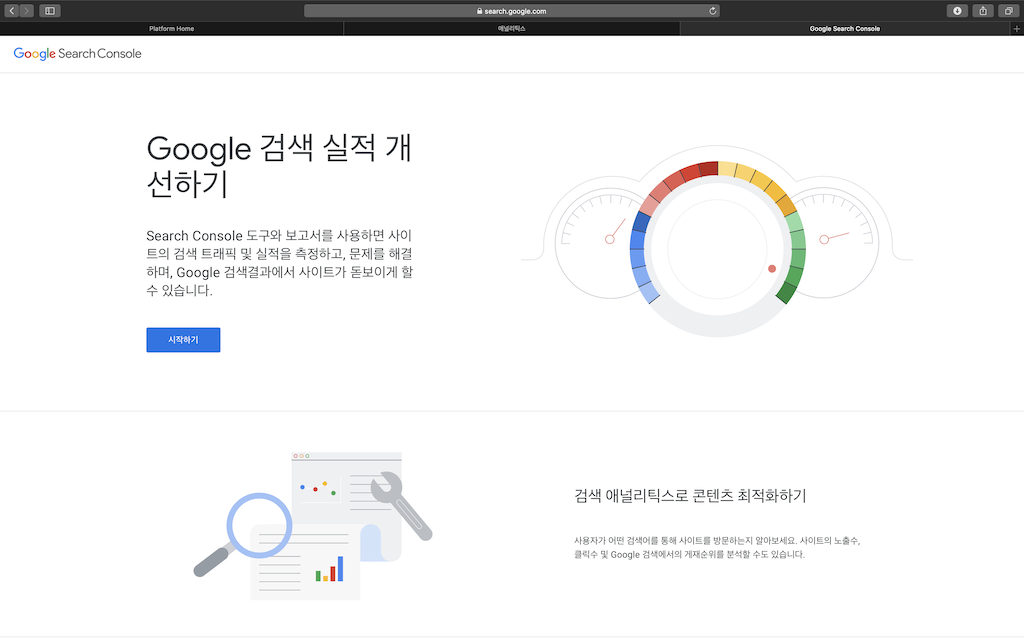 search.google.com
Platform Home
애널리틱스
Google Search Console
Google Search Console
Google 검색 실적 개
선하기
Search Console 도구와 보고서를 사용하면 사이
트의 검색 트래픽 및 실적을 측정하고, 문제를 해결
하며, Google 검색결과에서 사이트가 돋보이게 할
수 있습니다.
시작하기
검색 애널리틱스로 콘텐츠 최적화하기
사용자가 어떤 검색어를 통해 사이트를 방문하는지 알아보세요. 사이트의 노출수,
클릭수 및 Google 검색에서의 게재순위를 분석할 수도 있습니다.